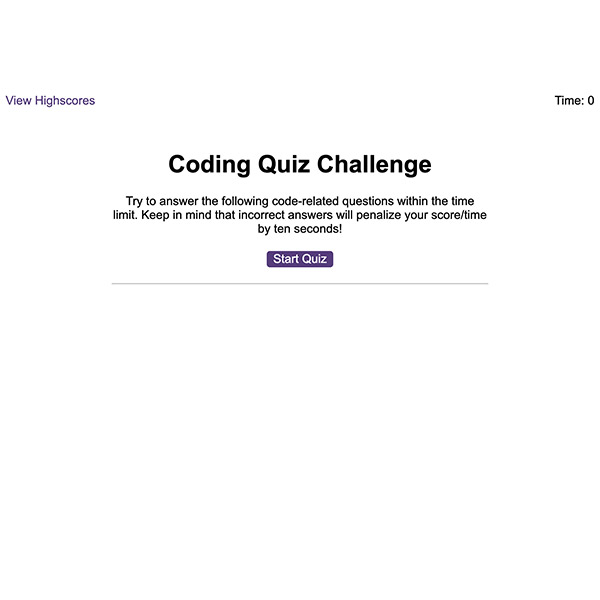 View Highscores
Time: 0
Coding Quiz Challenge
Try to answer the following code-related questions within the time
limit. Keep in mind that incorrect answers will penalize your score/time
by ten seconds!
Start Quiz